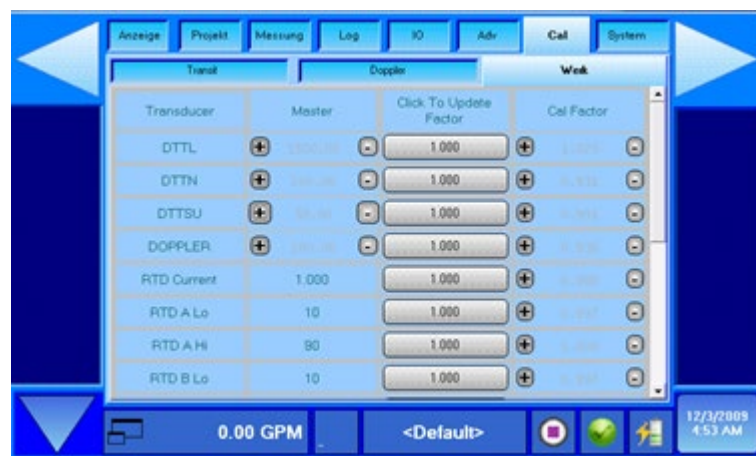 Anzeige Projekt Messung Log IO Adv Cal System
Transit Doppler Werk
Transducer Master Click To Update Factor Cal Factor
DTTL 1.000
DTTN 1.000
DTTSU 1.000
DOPPLER 1.000
RTD Current 1.000 1.000
RTD A Lo 10 1.000
RTD A Hi 90 1.000
RTD B Lo 10 1.000
0.00 GPM <Default> 12/3/2009
4:53 AM